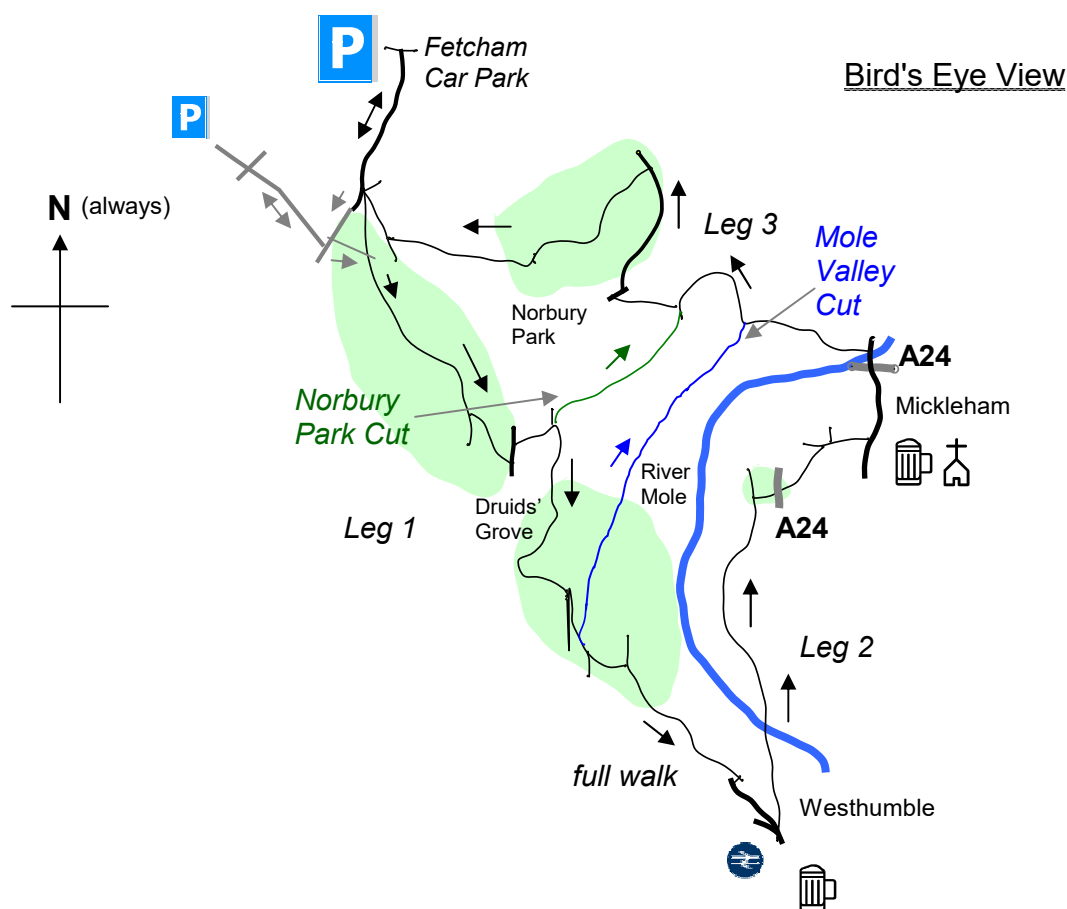 P
Fetcham
Car Park
Bird's Eye View
P
N (always)
Leg 3
Mole
Valley
Cut
Norbury
Park
A24
Norbury
Park Cut
Mickleham
River
Mole
Druids’
Grove
Leg 1
A24
Leg 2
full walk
Westhumble